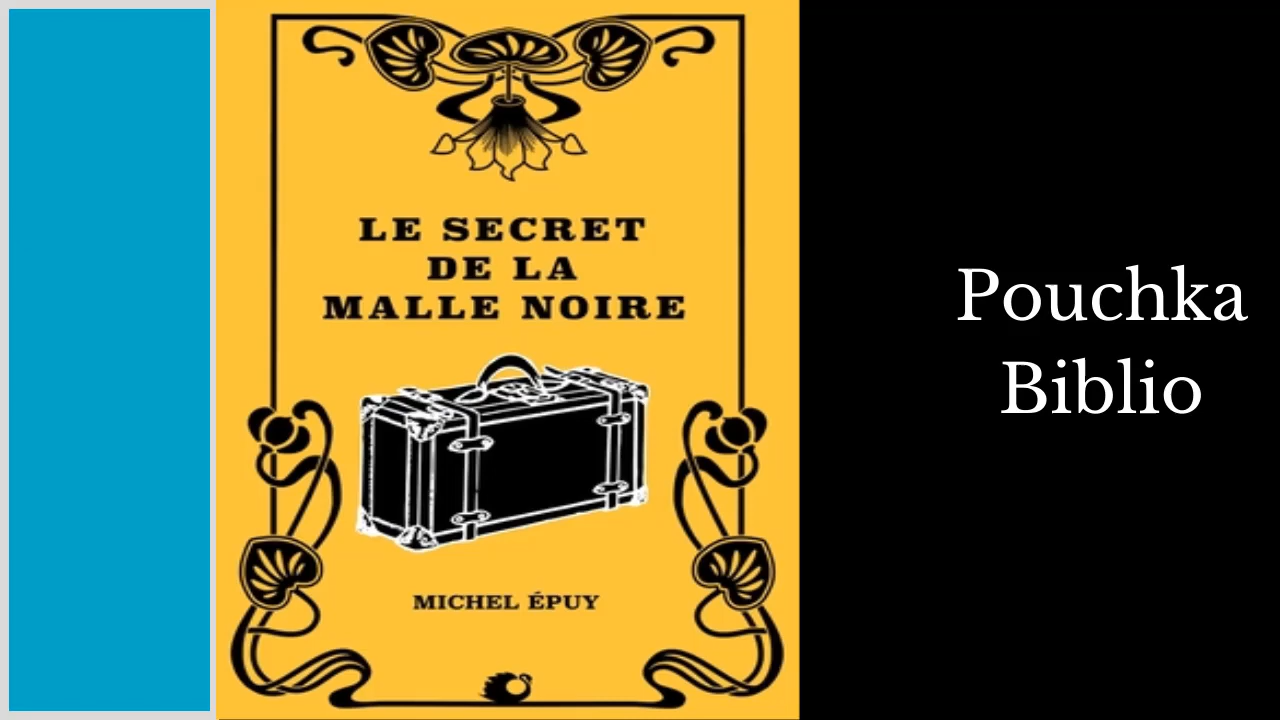 LE SECRET
DE LA
MALLE NOIRE
MICHEL ÉPUY
Pouchka
Biblio